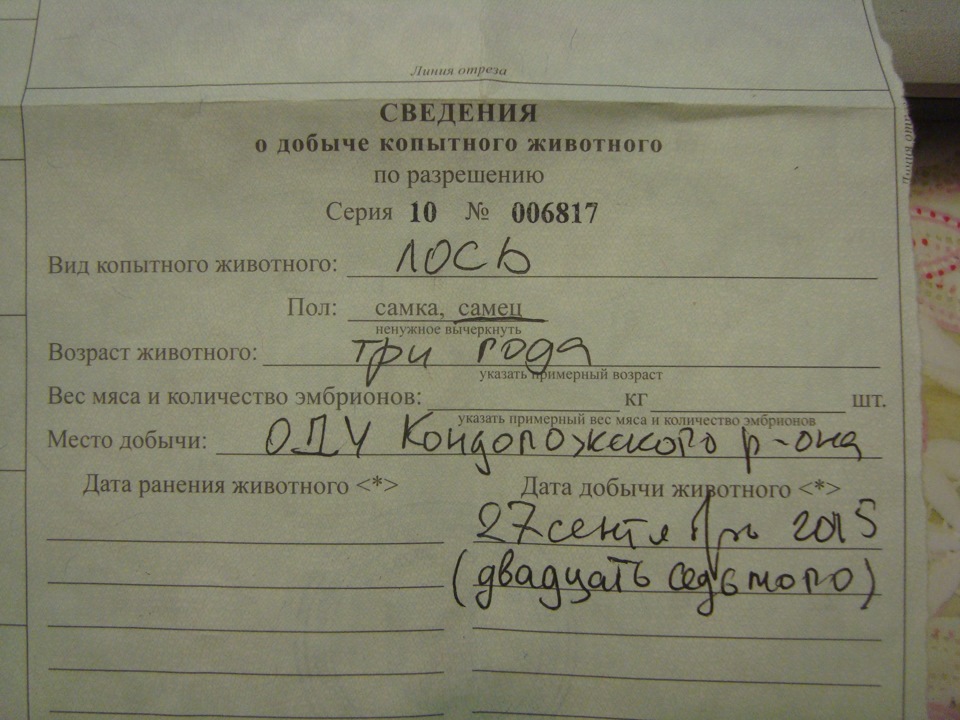 Линия отреза
СВЕДЕНИЯ
о добыче копытного животного
по разрешению
Серия 10 № 006817
Вид копытного животного: ЛОСЬ
Пол: самка, самец
ненужное вычеркнуть
Возраст животного: три года
указать примерный возраст
Вес мяса и количество эмбрионов: кг шт.
указать примерный вес мяса и количество эмбрионов
Место добычи: ОДУ Кондопожского р-она
Дата ранения животного <*> Дата добычи животного <*>
27 сентября 2015
(двадцать седьмого)
Линия отреза